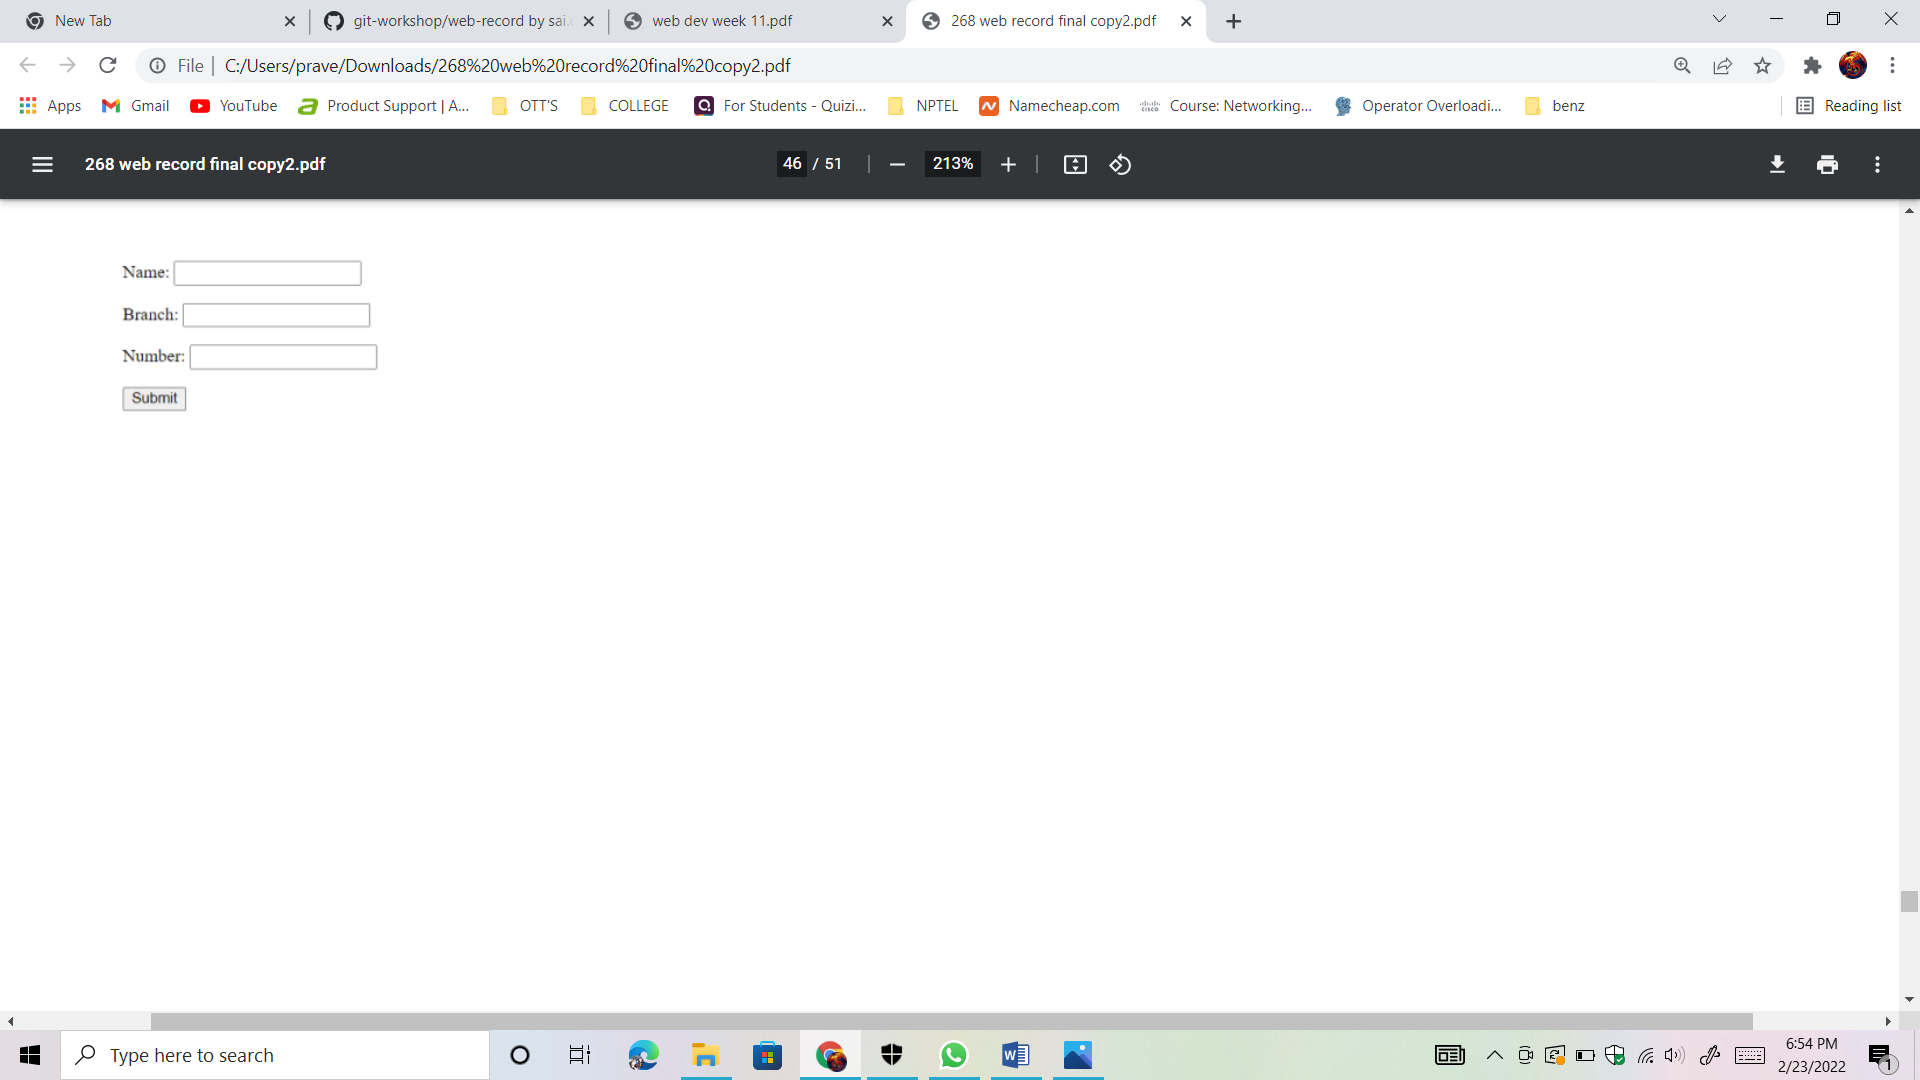 New Tab
git-workshop/web-record by sai.
web dev week 11.pdf
268 web record final copy2.pdf
File
C:/Users/prave/Downloads/268%20web%20record%20final%20copy2.pdf
Apps
Gmail
YouTube
Product Support | A...
OTT'S
COLLEGE
For Students - Quizi...
NPTEL
Namecheap.com
Course: Networking...
Operator Overloadi...
benz
Reading list
268 web record final copy2.pdf
46 / 51
213%
Name:
Branch:
Number:
Submit
Type here to search
6:54 PM
2/23/2022
1